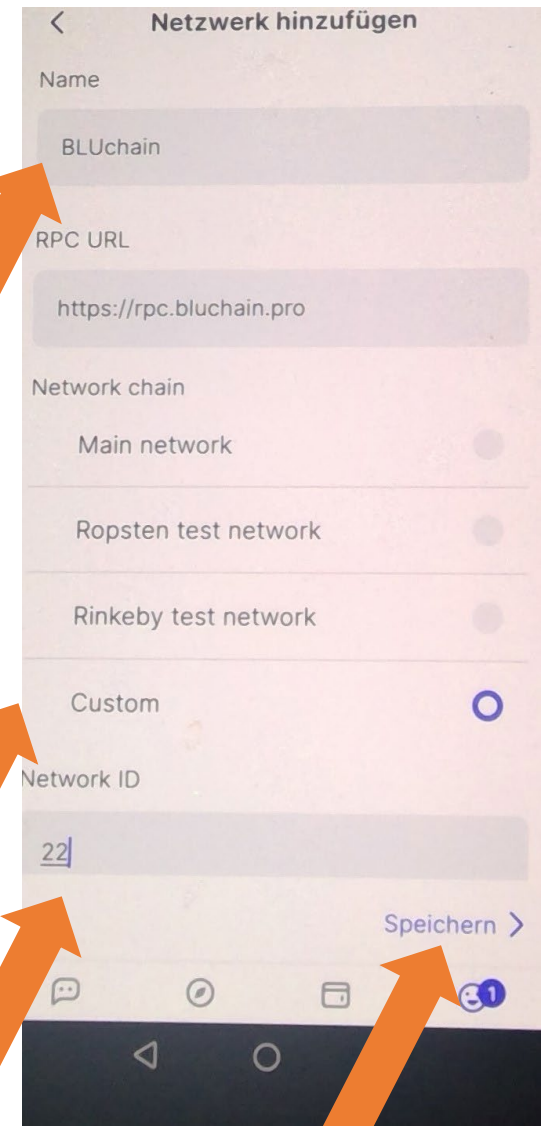 Netzwerk hinzufügen
Name
BLUchain
RPC URL
https://rpc.bluchain.pro
Network chain
Main network
Ropsten test network
Rinkeby test network
Custom
Network ID
22
Speichern
1